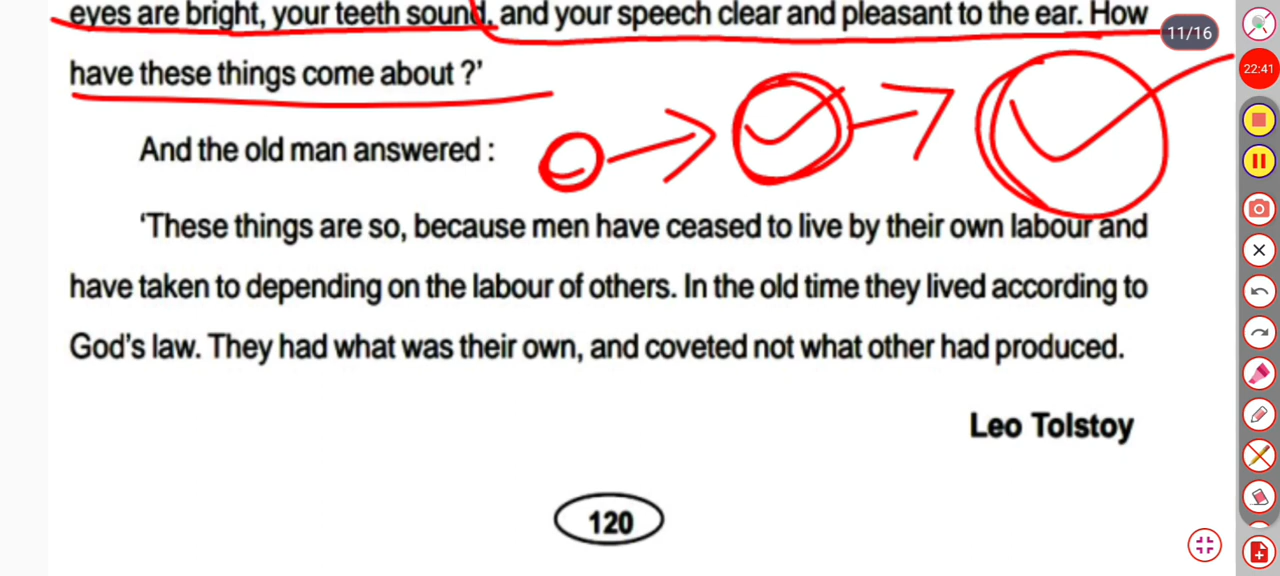 eyes are bright, your teeth sound, and your speech clear and pleasant to the ear. How
11/16
22:41
have these things come about ?’
And the old man answered :
‘These things are so, because men have ceased to live by their own labour and
have taken to depending on the labour of others. In the old time they lived according to
God’s law. They had what was their own, and coveted not what other had produced.
Leo Tolstoy
120